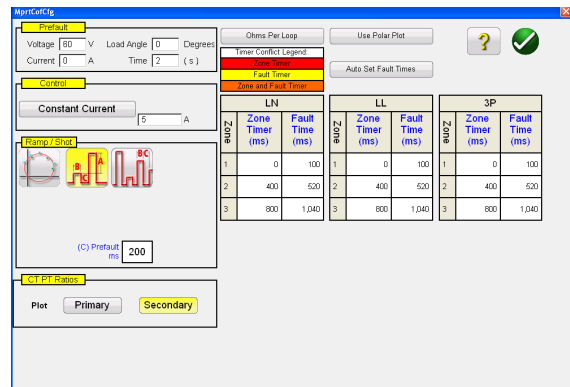 MprtCofCfg
Prefault
Voltage 60 V Load Angle 0 Degrees
Current 0 A Time 2 ( s )
Control
Constant Current 5 A
Ramp / Shot
B C A BC
(C) Prefault ms 200
CT PT Ratios
Plot Primary Secondary
Ohms Per Loop Use Polar Plot
Timer Conflict Legend:
Zone Timer
Fault Timer
Zone and Fault Timer
Auto Set Fault Times
?
LN LL 3P
Zone Zone Timer (ms) Fault Time (ms) Zone Zone Timer (ms) Fault Time (ms) Zone Zone Timer (ms) Fault Time (ms)
1 0 100 1 0 100 1 0 100
2 400 520 2 400 520 2 400 520
3 800 1,040 3 800 1,040 3 800 1,040